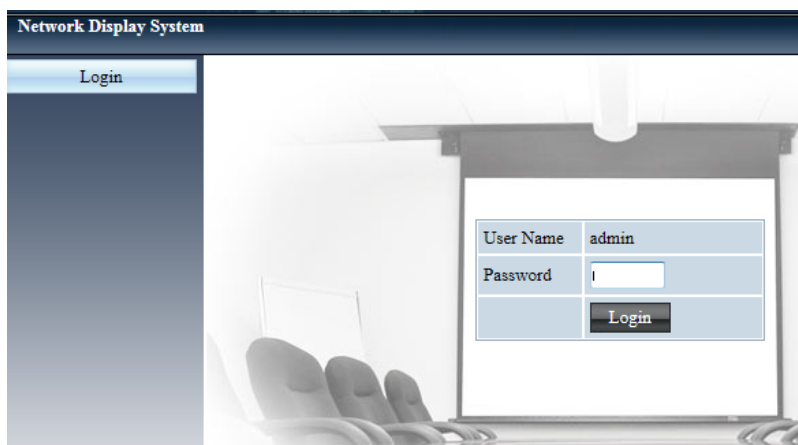 Network Display System
Login
User Name admin
Password
Login